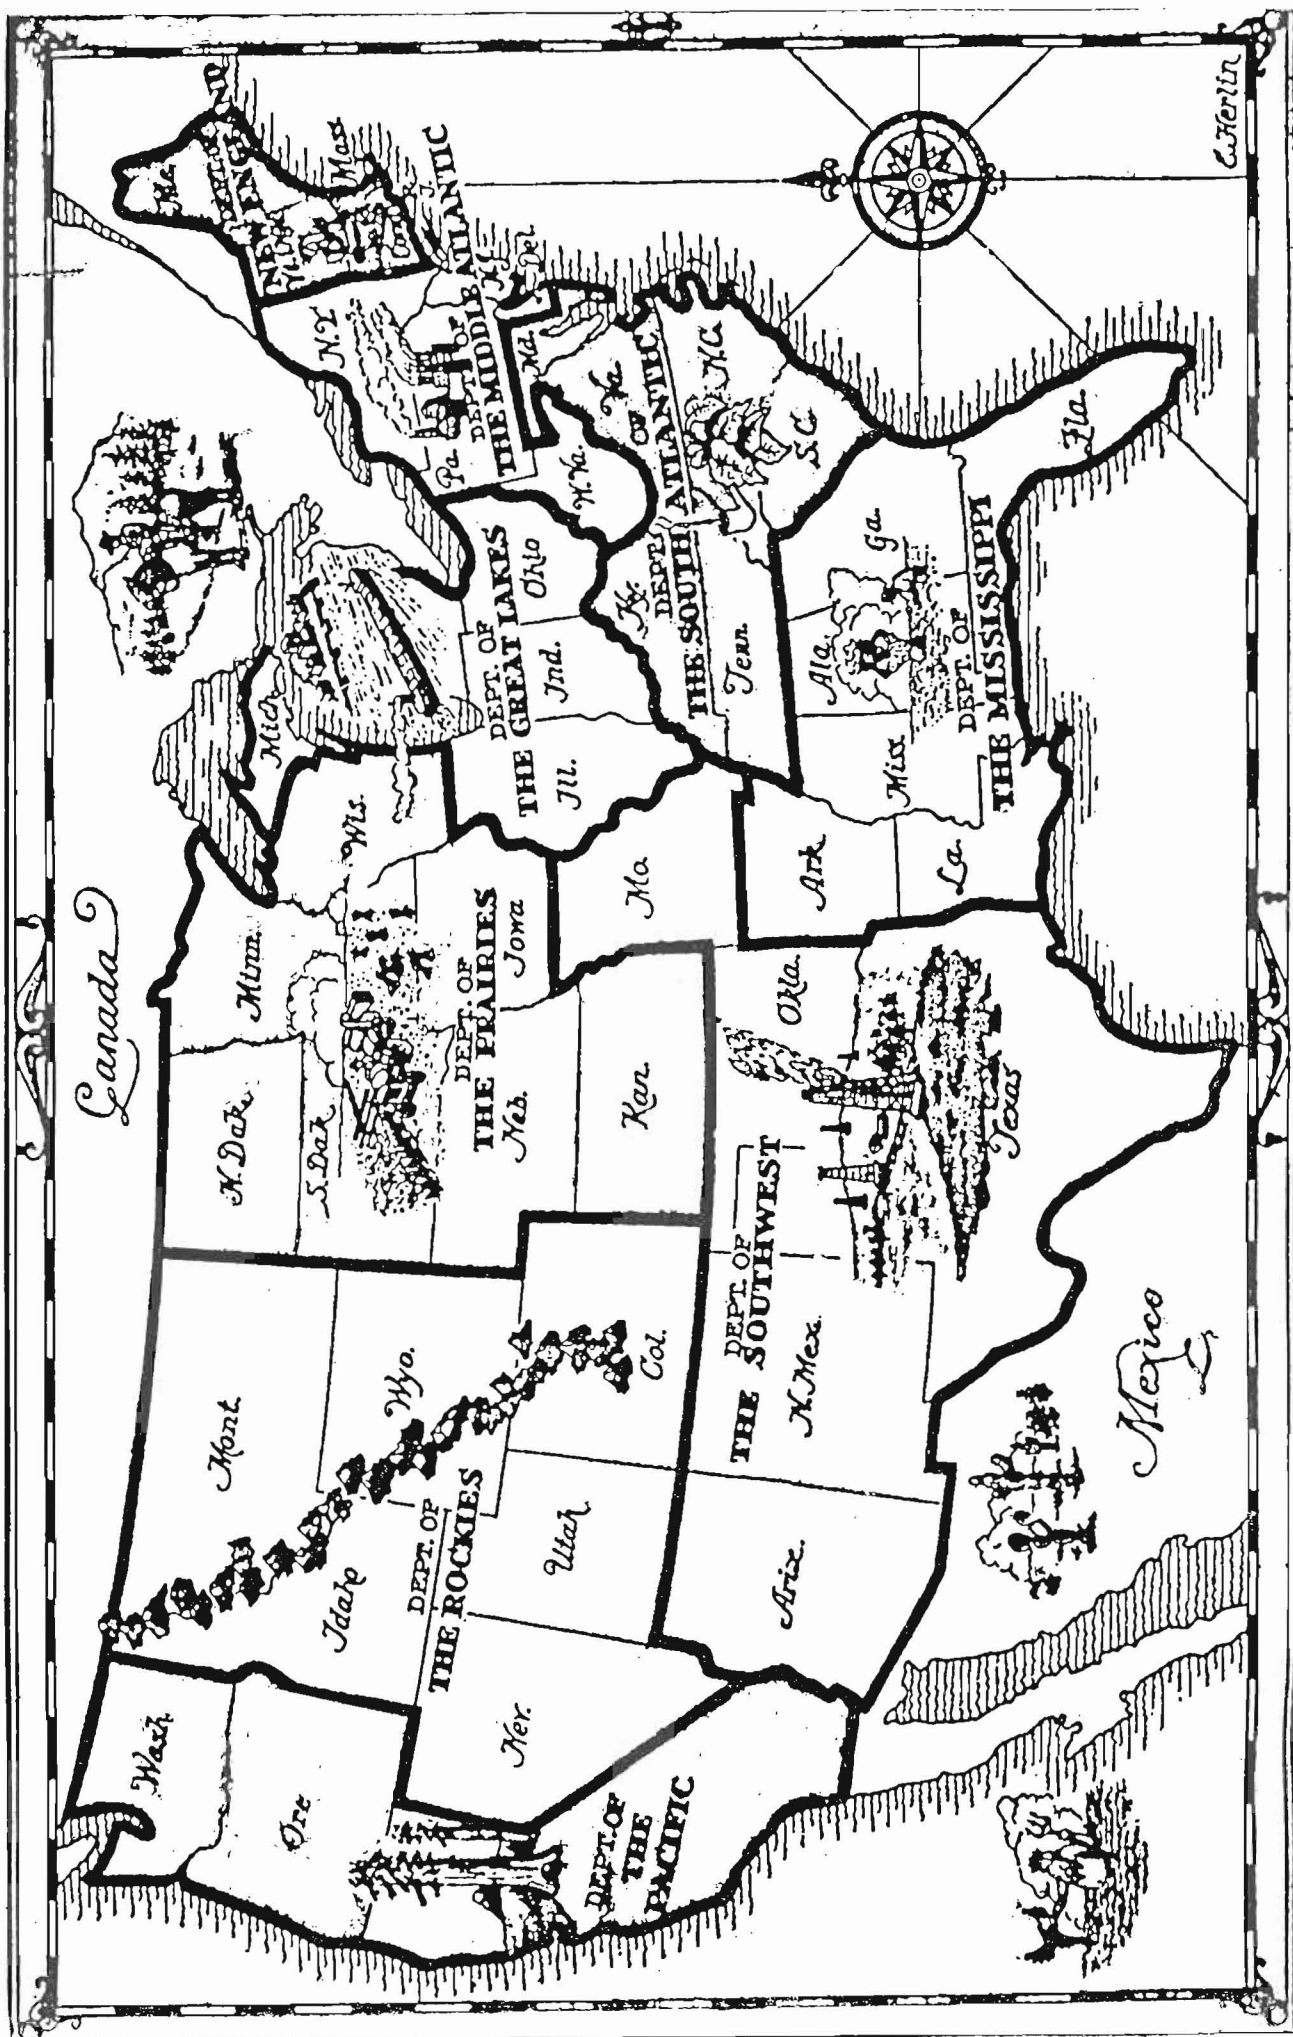 Canada
Wash.
Ore
DEPT. OF
THE
PACIFIC
Mont.
Idaho
Wyo.
DEPT. OF
THE ROCKIES
Nev.
Utah
Col.
N. Dak.
S. Dak
Minn.
Wis.
DEPT. OF
THE PRAIRIES
Neb.
Iowa
Kan.
Mo.
DEPT. OF
THE SOUTHWEST
Ariz.
N. Mex.
Okla.
Texas
Mich.
DEPT. OF
THE GREAT LAKES
Ill.
Ind.
Ohio
Me.
DEPT. OF
Mass
Conn
N.Y.
Pa.
DEPT. OF
THE MIDDLE ATLANTIC
N.J.
Del.
Md.
W. Va.
Va.
Ky.
DEPT. OF
THE SOUTH ATLANTIC
Tenn.
N.C.
S.C.
Ark
La.
Miss
Ala.
Ga.
DEPT. OF
THE MISSISSIPPI
Fla.
Mexico
E. Herlin